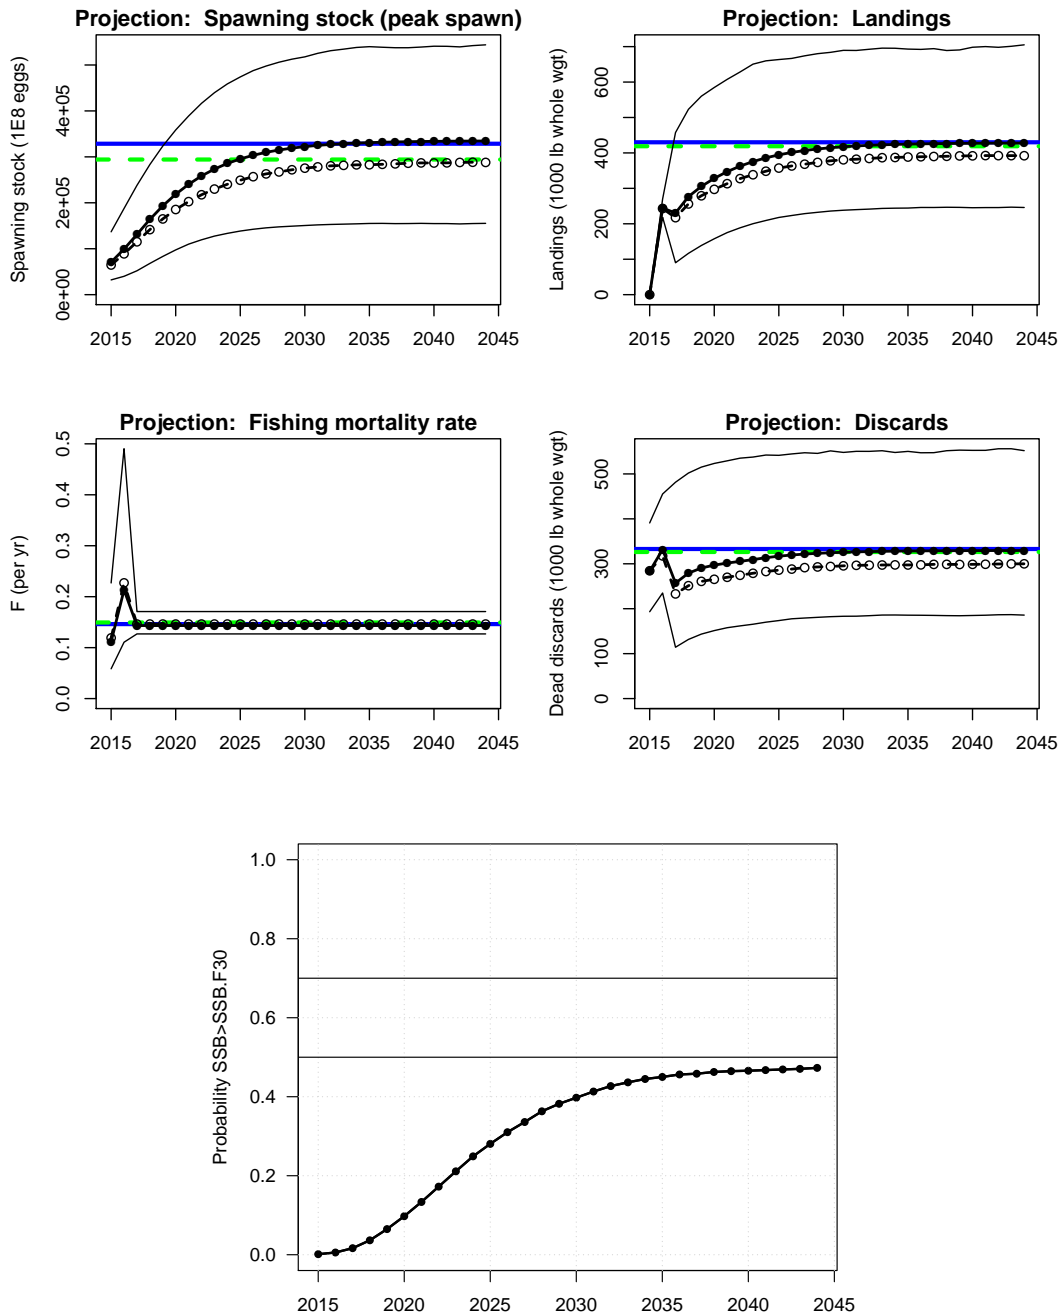 Projection: Spawning stock (peak spawn)
Spawning stock (1E8 eggs)
0e+00 2e+05 4e+05
2015 2020 2025 2030 2035 2040 2045
Projection: Landings
Landings (1000 lb whole wgt)
0 200 400 600
2015 2020 2025 2030 2035 2040 2045
Projection: Fishing mortality rate
F (per yr)
0.0 0.1 0.2 0.3 0.4 0.5
2015 2020 2025 2030 2035 2040 2045
Projection: Discards
Dead discards (1000 lb whole wgt)
0 100 300 500
2015 2020 2025 2030 2035 2040 2045
Probability SSB>SSB.F30
1.0
0.8
0.6
0.4
0.2
0.0
2015 2020 2025 2030 2035 2040 2045